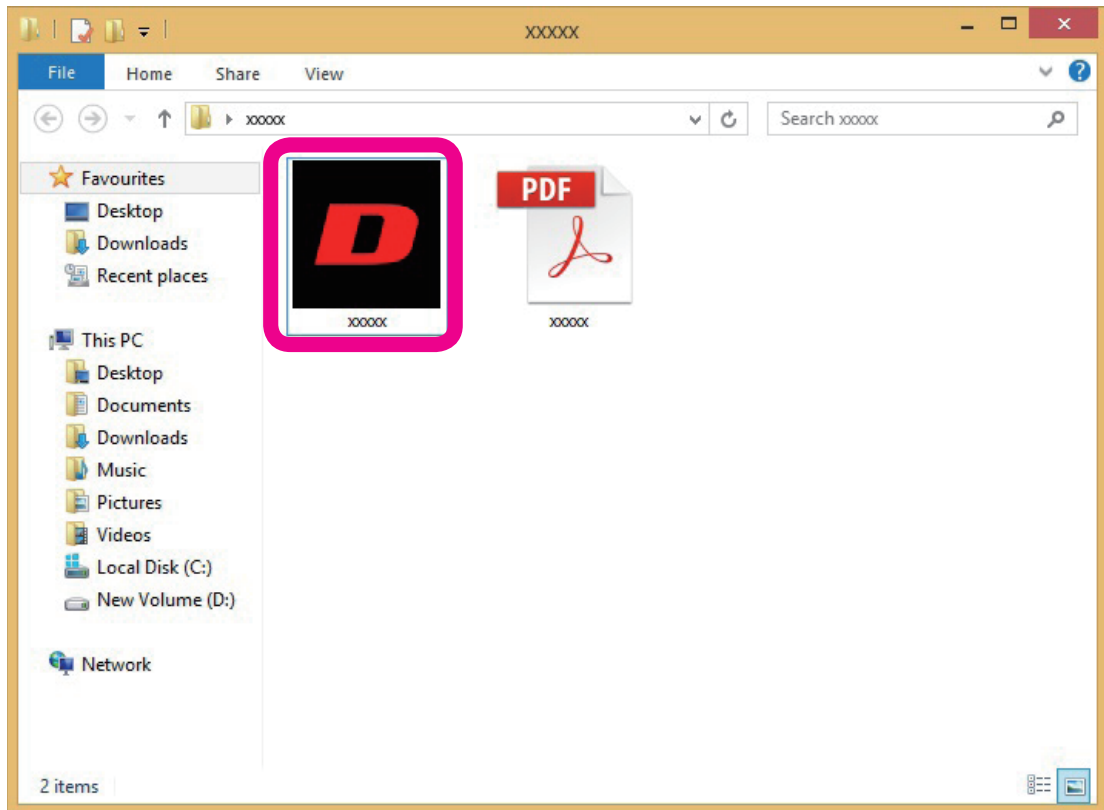 xxxxx
File Home Share View
xxxxx
Search xxxxx
Favourites
Desktop
Downloads
Recent places
This PC
Desktop
Documents
Downloads
Music
Pictures
Videos
Local Disk (C:)
New Volume (D:)
Network
D
xxxxx
PDF
xxxxx
2 items